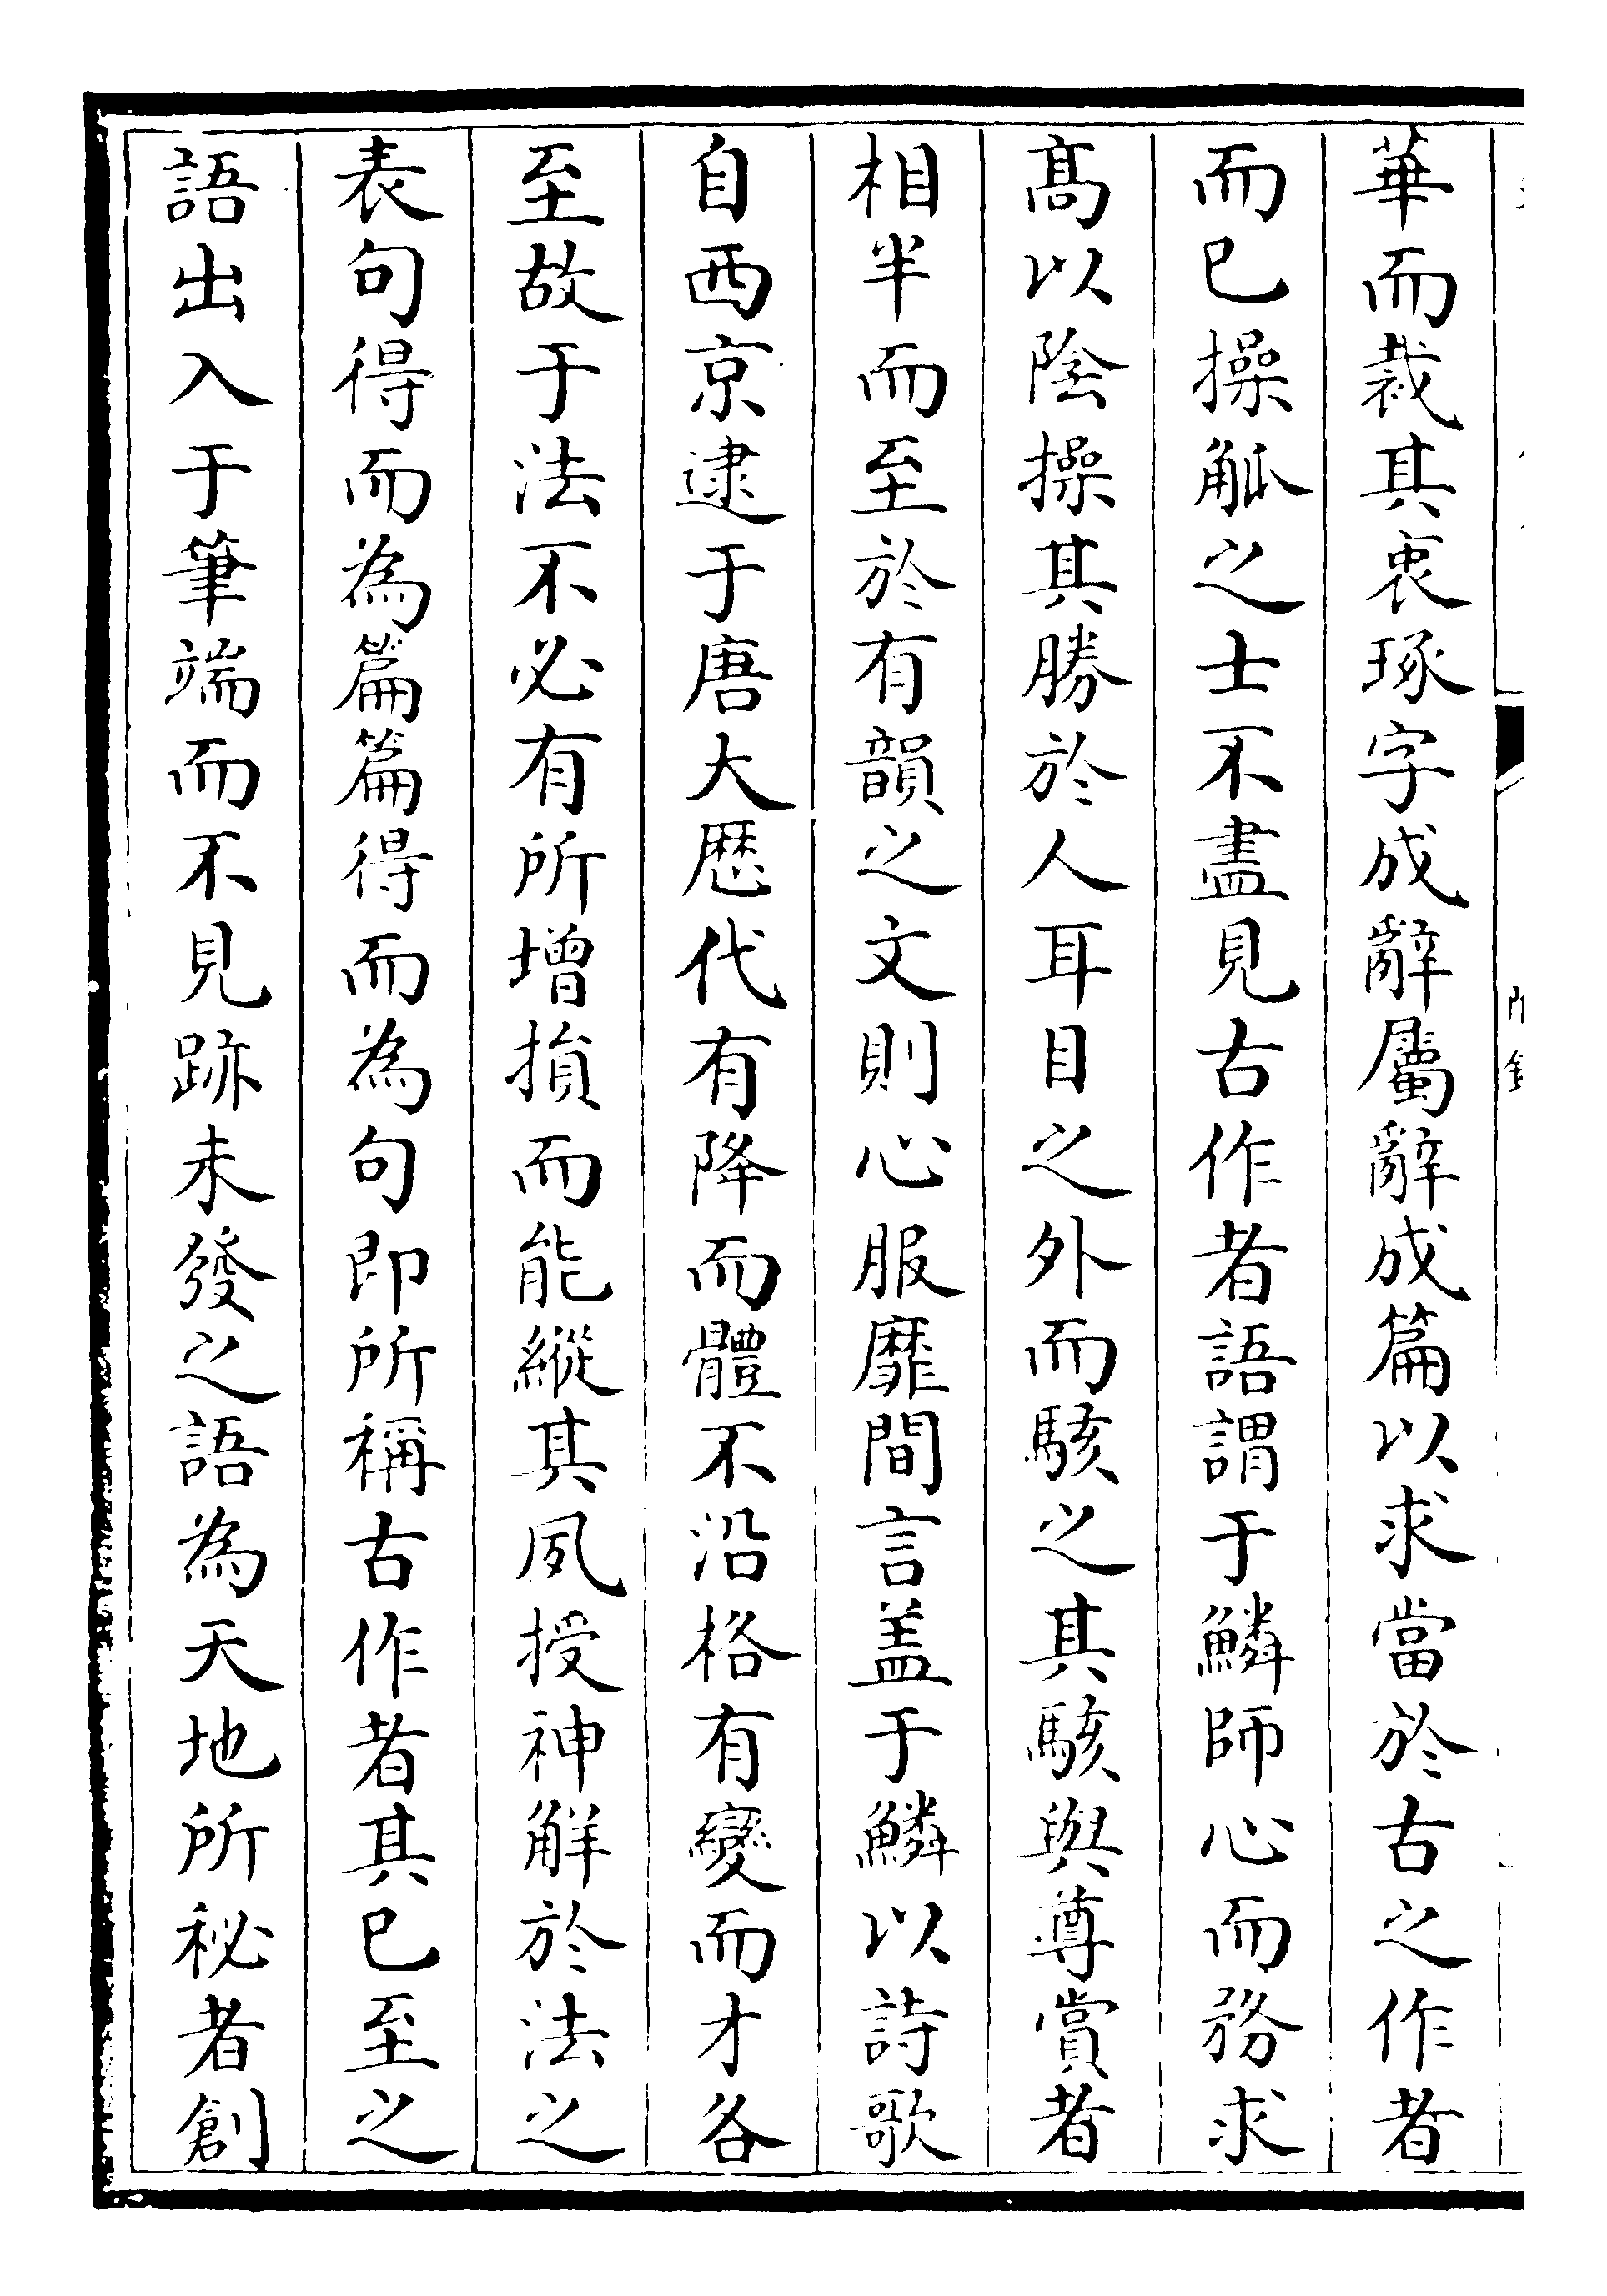 華而裁其衷琢字成辭屬辭成篇以求當於古之作者
而已操觚之士不盡見古作者語謂于鱗師心而務求
髙以陰操其勝於人耳目之外而駭之其駭與尊賞者
相半而至於有韻之文則心服靡間言盖于鱗以詩歌
自西京逮于唐大歴代有降而體不沿格有變而才各
至故于法不必有所增損而能縱其夙授神解於法之
表句得而為篇篇得而為句即所稱古作者其已至之
語出入于筆端而不見跡未發之語為天地所秘者創